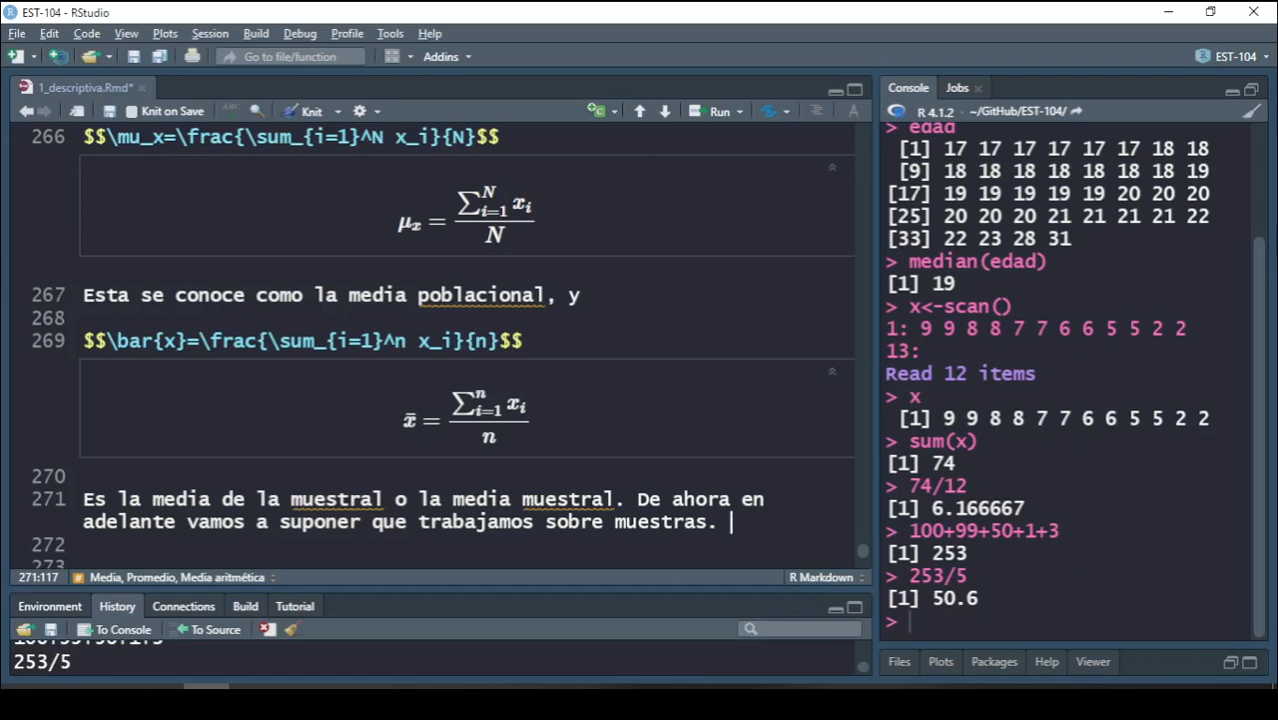 EST-104 - RStudio
File Edit Code View Plots Session Build Debug Profile Tools Help
Go to file/function Addins EST-104
1_descriptiva.Rmd*
Knit on Save ABC Knit Run
266 $$\mu_x=\frac{\sum_{i=1}^N x_i}{N}$$
μx = ∑i=1N xi / N
267 Esta se conoce como la media poblacional, y
268
269 $$\bar{x}=\frac{\sum_{i=1}^n x_i}{n}$$
x̄ = ∑i=1n xi / n
270
271 Es la media de la muestral o la media muestral. De ahora en
adelante vamos a suponer que trabajamos sobre muestras.
272
273
271:117 # Media, Promedio, Media aritmética R Markdown
Environment History Connections Build Tutorial
To Console To Source
100+99+50+1+3
253/5
Console Jobs
R 4.1.2 · ~/GitHub/EST-104/
> edad
[1] 17 17 17 17 17 17 18 18
[9] 18 18 18 18 18 18 18 19
[17] 19 19 19 19 19 20 20 20
[25] 20 20 20 21 21 21 21 22
[33] 22 23 28 31
> median(edad)
[1] 19
> x<-scan()
1: 9 9 8 8 7 7 6 6 5 5 2 2
13:
Read 12 items
> x
[1] 9 9 8 8 7 7 6 6 5 5 2 2
> sum(x)
[1] 74
> 74/12
[1] 6.166667
> 100+99+50+1+3
[1] 253
> 253/5
[1] 50.6
>
Files Plots Packages Help Viewer